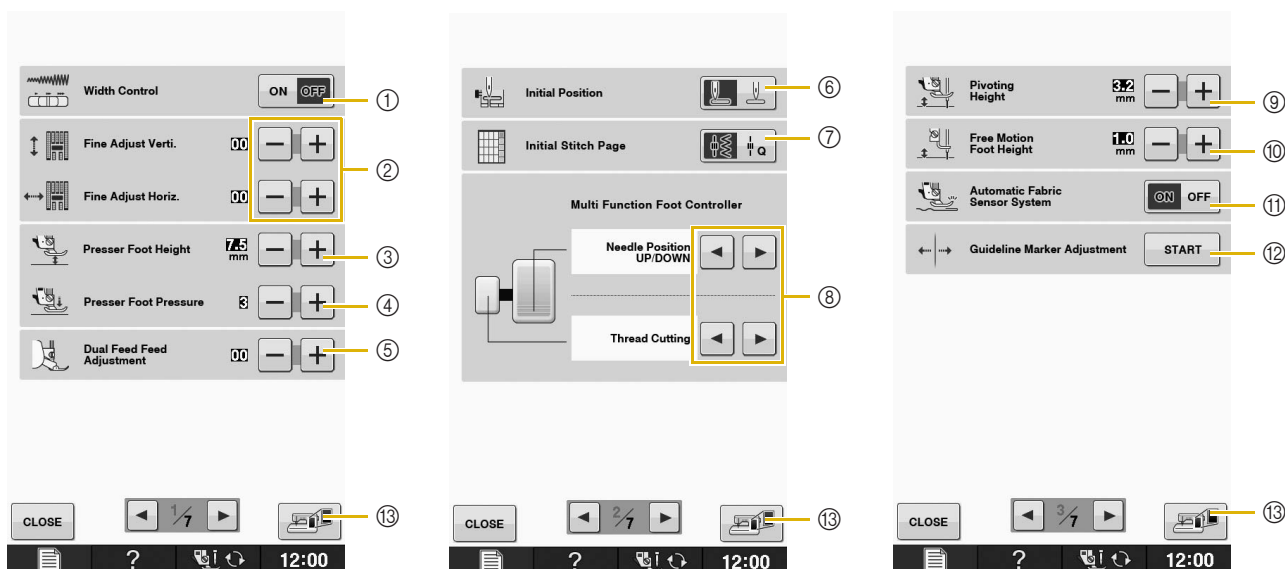 Width Control
ON OFF
①
Fine Adjust Verti. 00 − +
②
Fine Adjust Horiz. 00 − +
Presser Foot Height 7.5 mm − +
③
Presser Foot Pressure 3 − +
④
Dual Feed Feed
Adjustment 00 − +
⑤
CLOSE
1/7
⑬
? 12:00
Initial Position
⑥
Initial Stitch Page
Q
⑦
Multi Function Foot Controller
Needle Position
UP/DOWN
⑧
Thread Cutting
CLOSE
2/7
⑬
? 12:00
Pivoting
Height 3.2 mm − +
⑨
Free Motion
Foot Height 1.0 mm − +
⑩
Automatic Fabric
Sensor System
ON OFF
⑪
Guideline Marker Adjustment START
⑫
CLOSE
3/7
⑬
? 12:00